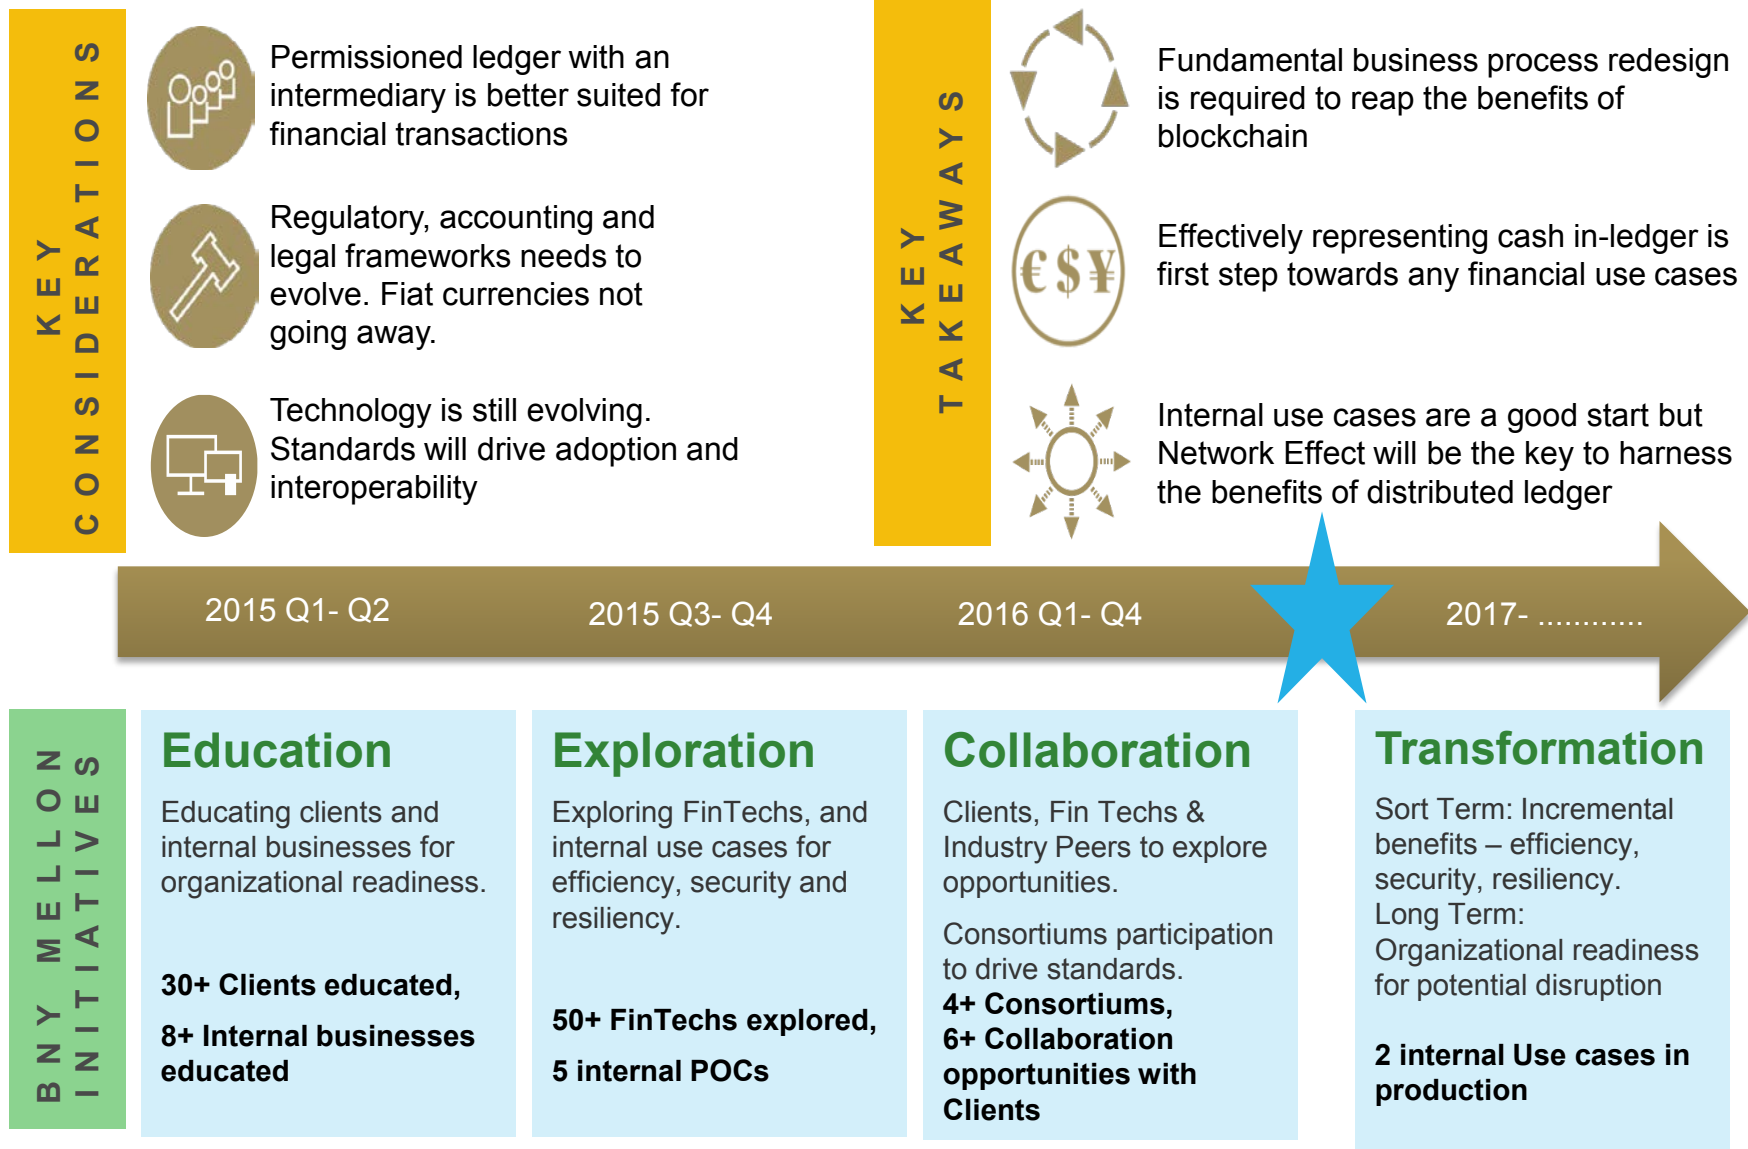 KEY
CONSIDERATIONS
Permissioned ledger with an
intermediary is better suited for
financial transactions
Regulatory, accounting and
legal frameworks needs to
evolve. Fiat currencies not
going away.
Technology is still evolving.
Standards will drive adoption and
interoperability
KEY
TAKEAWAYS
Fundamental business process redesign
is required to reap the benefits of
blockchain
€$¥
Effectively representing cash in-ledger is
first step towards any financial use cases
Internal use cases are a good start but
Network Effect will be the key to harness
the benefits of distributed ledger
2015 Q1- Q2
2015 Q3- Q4
2016 Q1- Q4
2017- ............
BNY MELLON
INITIATIVES
Education
Educating clients and
internal businesses for
organizational readiness.
30+ Clients educated,
8+ Internal businesses
educated
Exploration
Exploring FinTechs, and
internal use cases for
efficiency, security and
resiliency.
50+ FinTechs explored,
5 internal POCs
Collaboration
Clients, Fin Techs &
Industry Peers to explore
opportunities.
Consortiums participation
to drive standards.
4+ Consortiums,
6+ Collaboration
opportunities with
Clients
Transformation
Sort Term: Incremental
benefits – efficiency,
security, resiliency.
Long Term:
Organizational readiness
for potential disruption
2 internal Use cases in
production